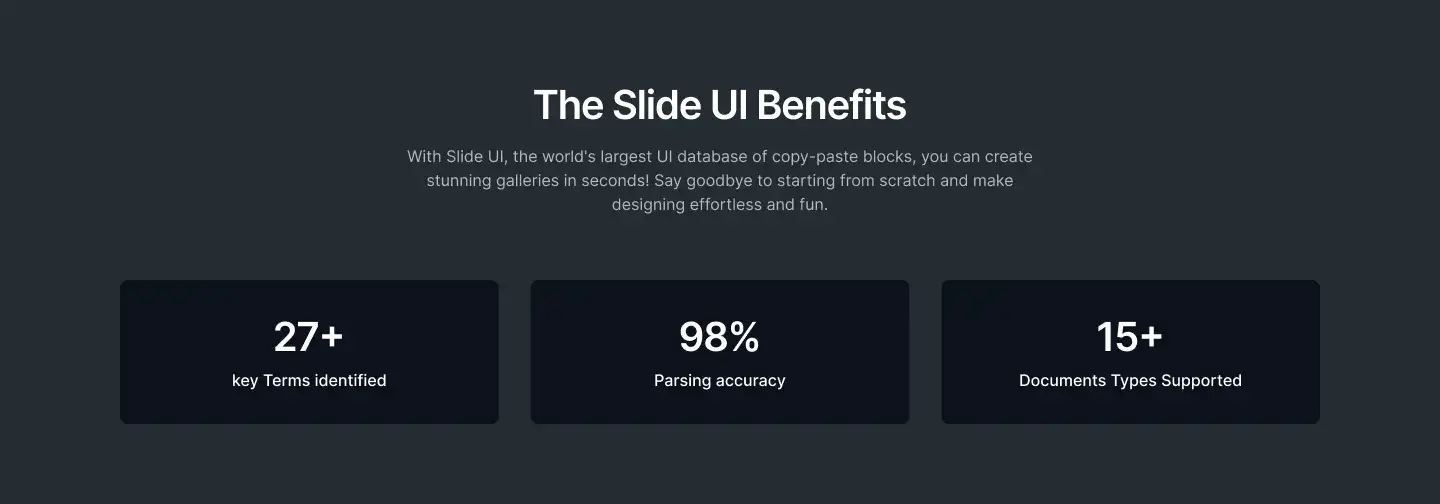 The Slide UI Benefits
With Slide UI, the world's largest UI database of copy-paste blocks, you can create
stunning galleries in seconds! Say goodbye to starting from scratch and make
designing effortless and fun.
27+
key Terms identified
98%
Parsing accuracy
15+
Documents Types Supported